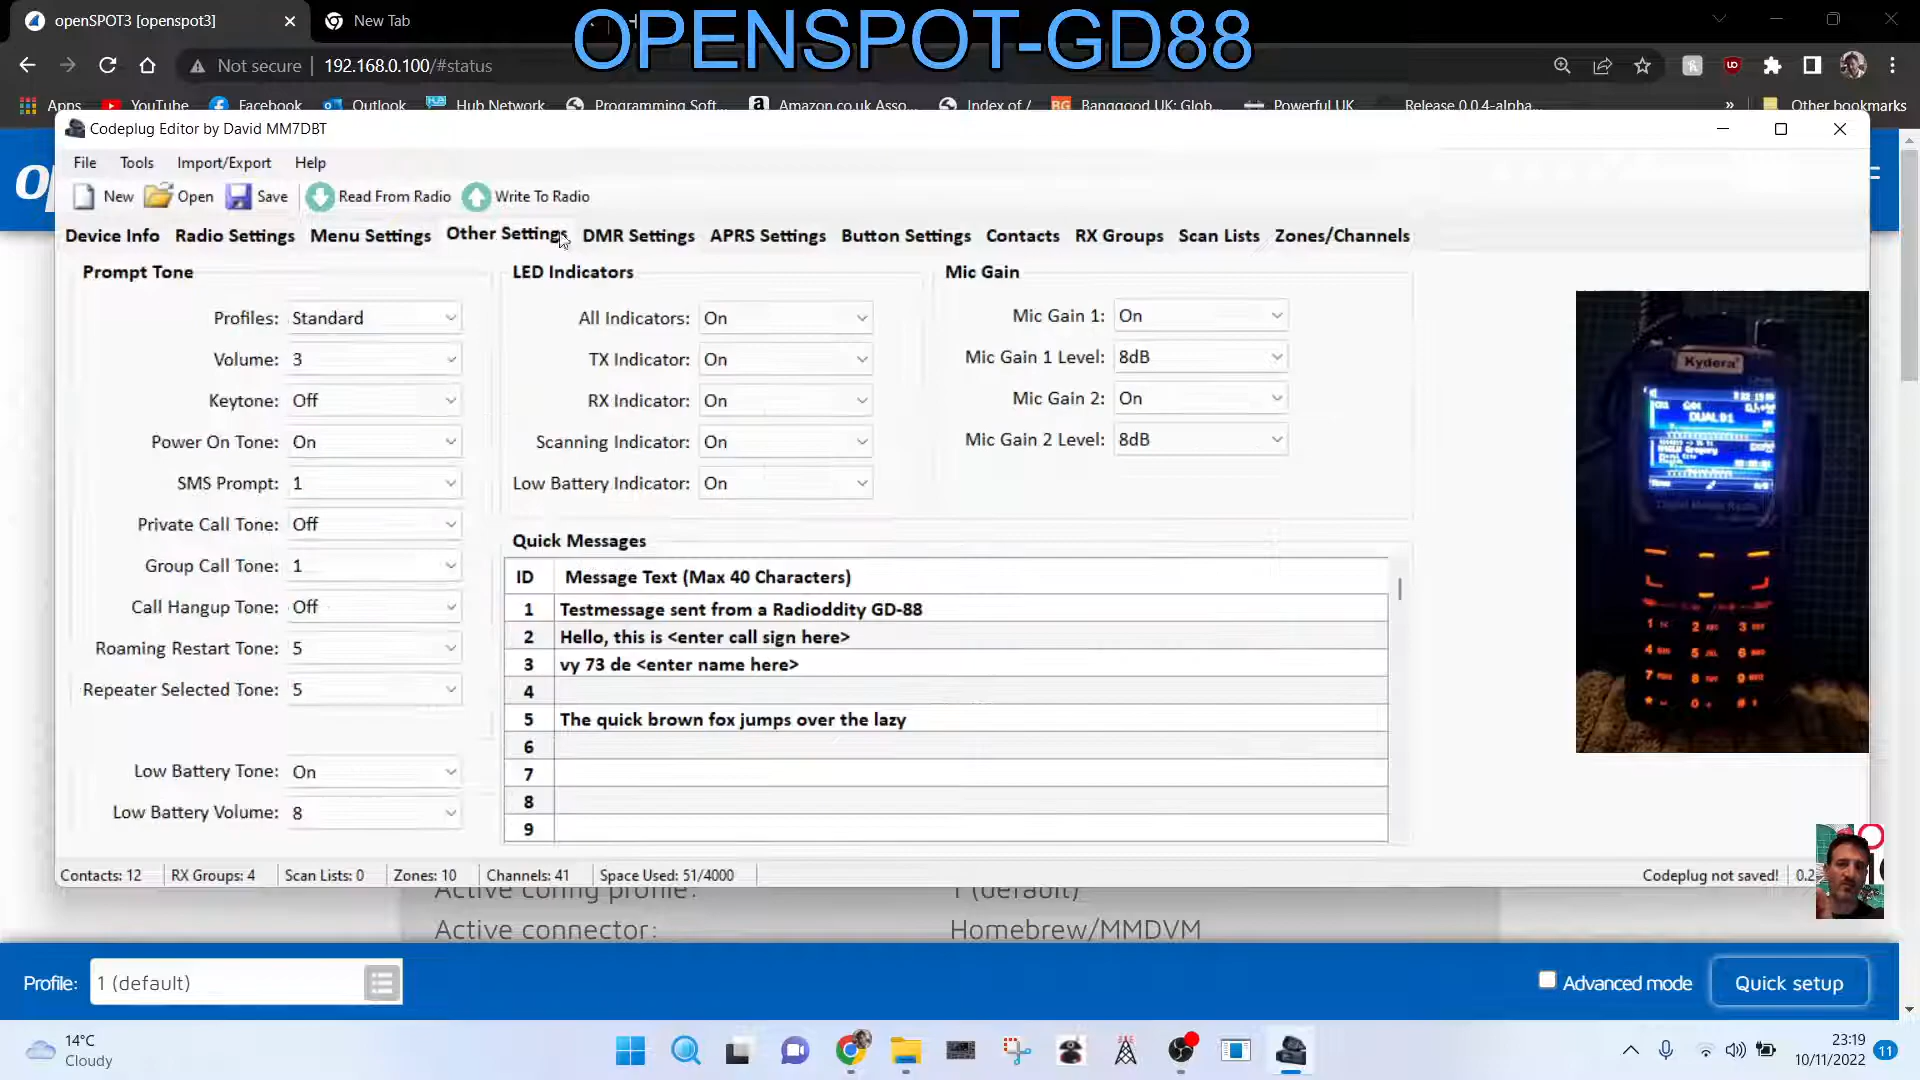 openSPOT3 [openspot3]
New Tab
OPENSPOT-GD88
Not secure
192.168.0.100/#status
Apps
YouTube
Facebook
Outlook
Hub Network
Programming Soft...
Amazon.co.uk Asso...
Index of /
Banggood UK: Glob...
Powerful UK
Release 0.0.4-alpha...
Other bookmarks
Codeplug Editor by David MM7DBT
File Tools Import/Export Help
New Open Save Read From Radio Write To Radio
Device Info Radio Settings Menu Settings Other Settings DMR Settings APRS Settings Button Settings Contacts RX Groups Scan Lists Zones/Channels
Prompt Tone
Profiles: Standard
Volume: 3
Keytone: Off
Power On Tone: On
SMS Prompt: 1
Private Call Tone: Off
Group Call Tone: 1
Call Hangup Tone: Off
Roaming Restart Tone: 5
Repeater Selected Tone: 5
Low Battery Tone: On
Low Battery Volume: 8
LED Indicators
All Indicators: On
TX Indicator: On
RX Indicator: On
Scanning Indicator: On
Low Battery Indicator: On
Mic Gain
Mic Gain 1: On
Mic Gain 1 Level: 8dB
Mic Gain 2: On
Mic Gain 2 Level: 8dB
Quick Messages
ID Message Text (Max 40 Characters)
1 Testmessage sent from a Radioddity GD-88
2 Hello, this is <enter call sign here>
3 vy 73 de <enter name here>
4
5 The quick brown fox jumps over the lazy
6
7
8
9
Kydera
DUAL91
Contacts: 12 RX Groups: 4 Scan Lists: 0 Zones: 10 Channels: 41 Space Used: 51/4000 Codeplug not saved! 0.2
Active config profile: 1 (default)
Active connector: Homebrew/MMDVM
Profile: 1 (default)
Advanced mode
Quick setup
14°C
Cloudy
23:19
10/11/2022
11